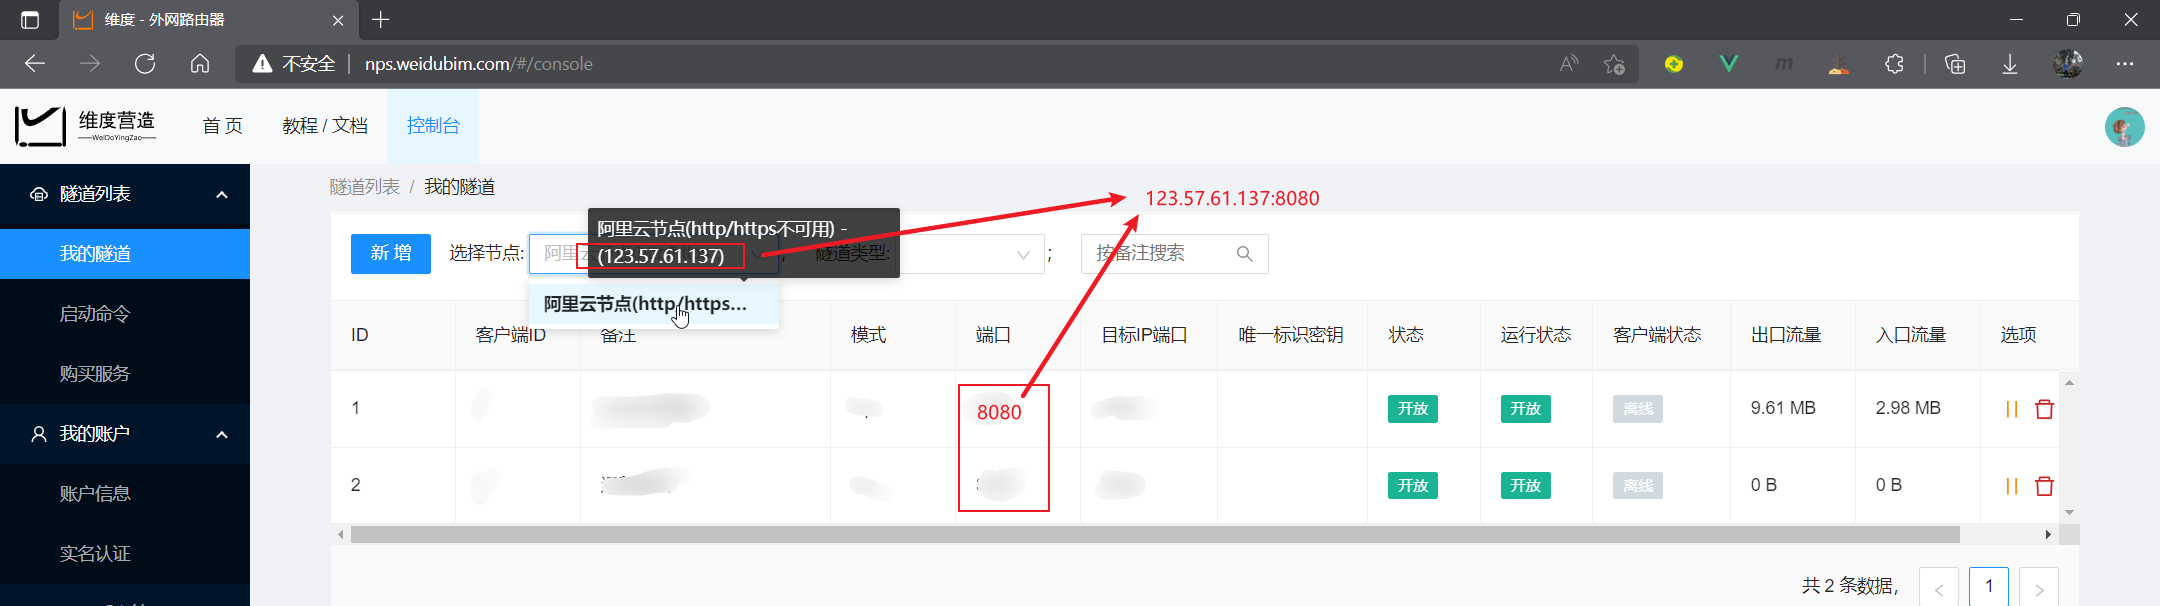 维度 - 外网路由器
不安全 nps.weidubim.com/#/console
维度营造
WeiDoYingZao
首 页 教程 / 文档 控制台
隧道列表
我的隧道
启动命令
购买服务
我的账户
账户信息
实名认证
隧道列表 / 我的隧道
123.57.61.137:8080
新 增 选择节点: 阿里 隧道类型: ; 按备注搜索
阿里云节点(http/https不可用) -
(123.57.61.137)
阿里云节点(http/https...
ID 客户端ID 备注 模式 端口 目标IP端口 唯一标识密钥 状态 运行状态 客户端状态 出口流量 入口流量 选项
1 8080 开放 开放 离线 9.61 MB 2.98 MB
2 开放 开放 离线 0 B 0 B
共 2 条数据, < 1 >